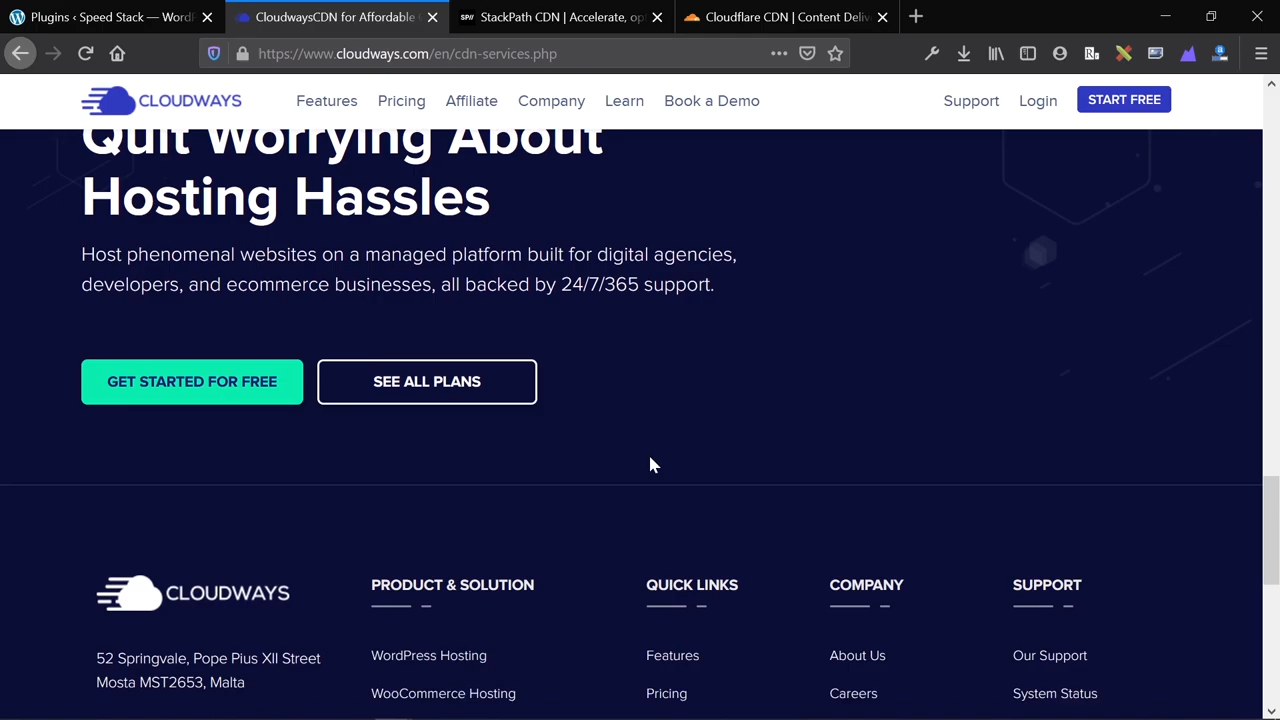 Plugins ‹ Speed Stack — Word
CloudwaysCDN for Affordable
SP// StackPath CDN | Accelerate, op
Cloudflare CDN | Content Deliv
https://www.cloudways.com/en/cdn-services.php
CLOUDWAYS
Features
Pricing
Affiliate
Company
Learn
Book a Demo
Support
Login
START FREE
Quit Worrying About
Hosting Hassles
Host phenomenal websites on a managed platform built for digital agencies,
developers, and ecommerce businesses, all backed by 24/7/365 support.
GET STARTED FOR FREE
SEE ALL PLANS
CLOUDWAYS
52 Springvale, Pope Pius XII Street
Mosta MST2653, Malta
PRODUCT & SOLUTION
WordPress Hosting
WooCommerce Hosting
QUICK LINKS
Features
Pricing
COMPANY
About Us
Careers
SUPPORT
Our Support
System Status